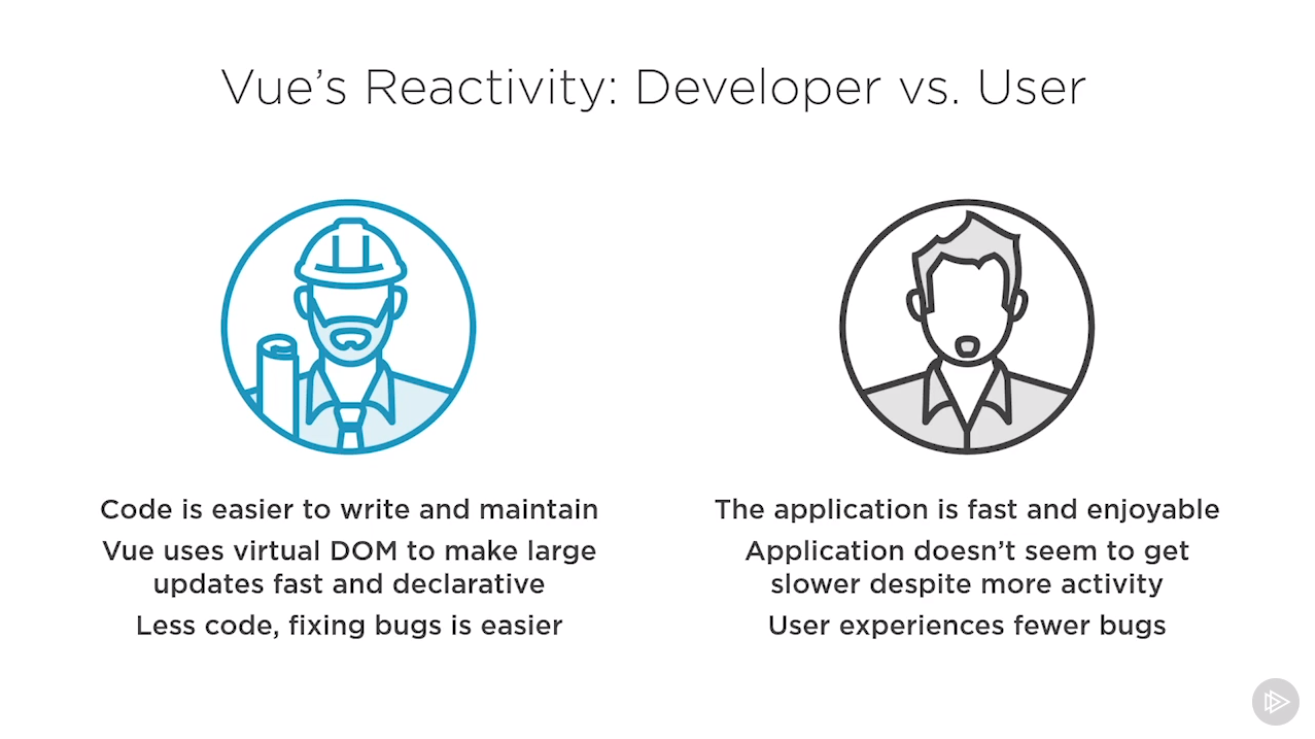 Vue’s Reactivity: Developer vs. User
Code is easier to write and maintain
Vue uses virtual DOM to make large
updates fast and declarative
Less code, fixing bugs is easier
The application is fast and enjoyable
Application doesn’t seem to get
slower despite more activity
User experiences fewer bugs